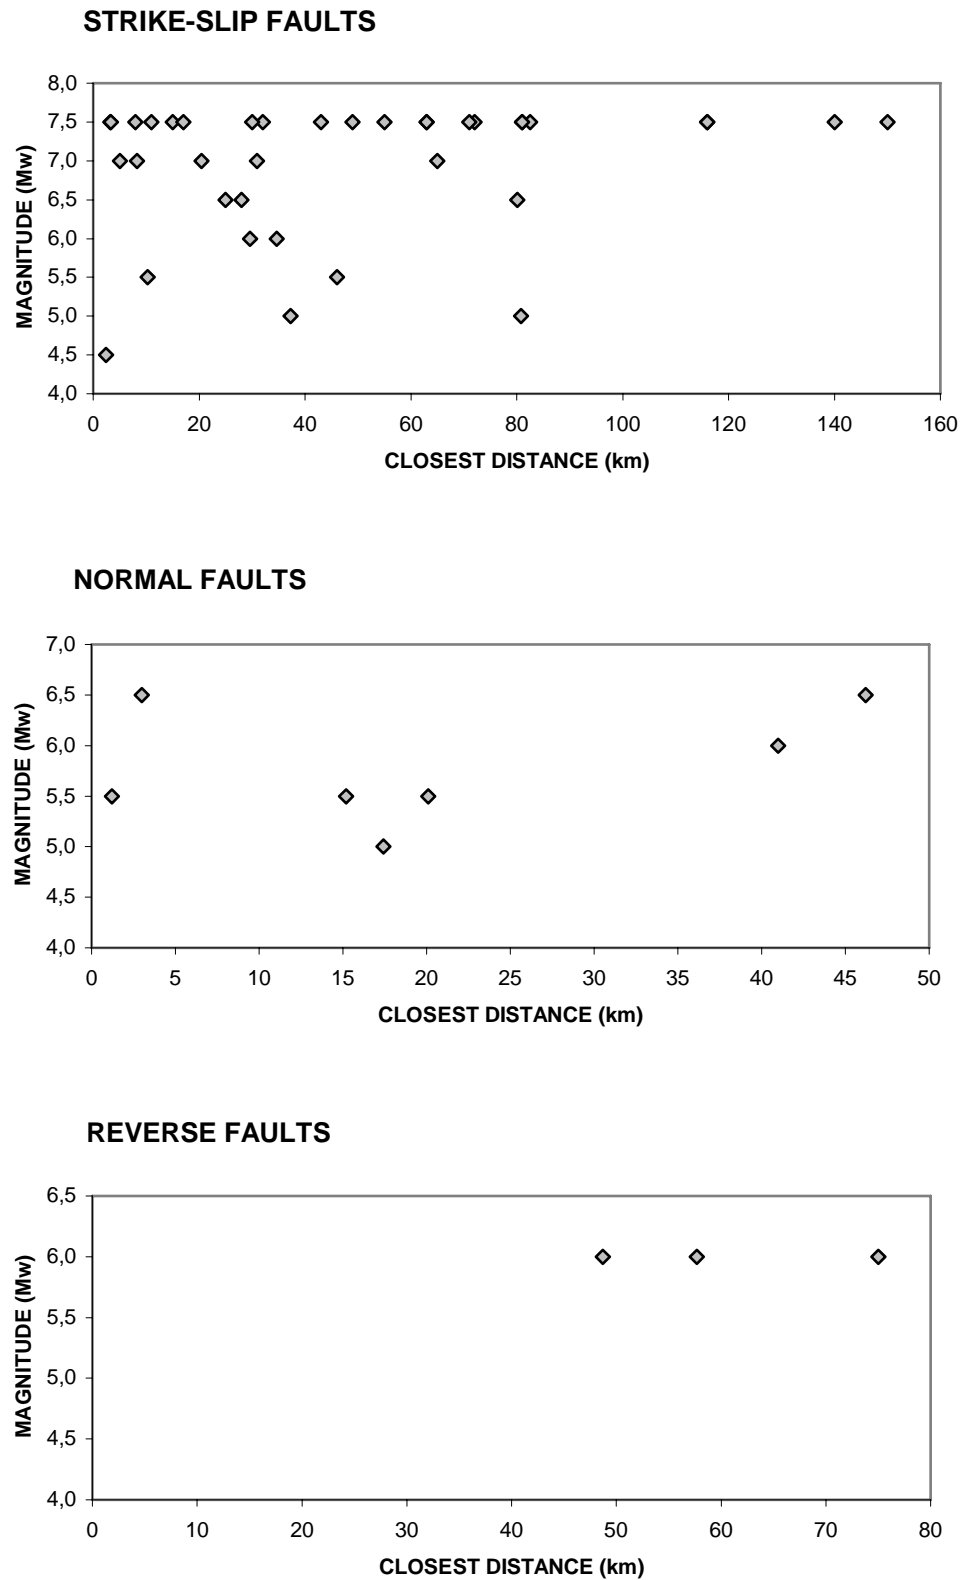 STRIKE-SLIP FAULTS
8,0
7,5
7,0
6,5
6,0
5,5
5,0
4,5
4,0
MAGNITUDE (Mw)
0 20 40 60 80 100 120 140 160
CLOSEST DISTANCE (km)
NORMAL FAULTS
7,0
6,5
6,0
5,5
5,0
4,5
4,0
MAGNITUDE (Mw)
0 5 10 15 20 25 30 35 40 45 50
CLOSEST DISTANCE (km)
REVERSE FAULTS
6,5
6,0
5,5
5,0
4,5
4,0
MAGNITUDE (Mw)
0 10 20 30 40 50 60 70 80
CLOSEST DISTANCE (km)